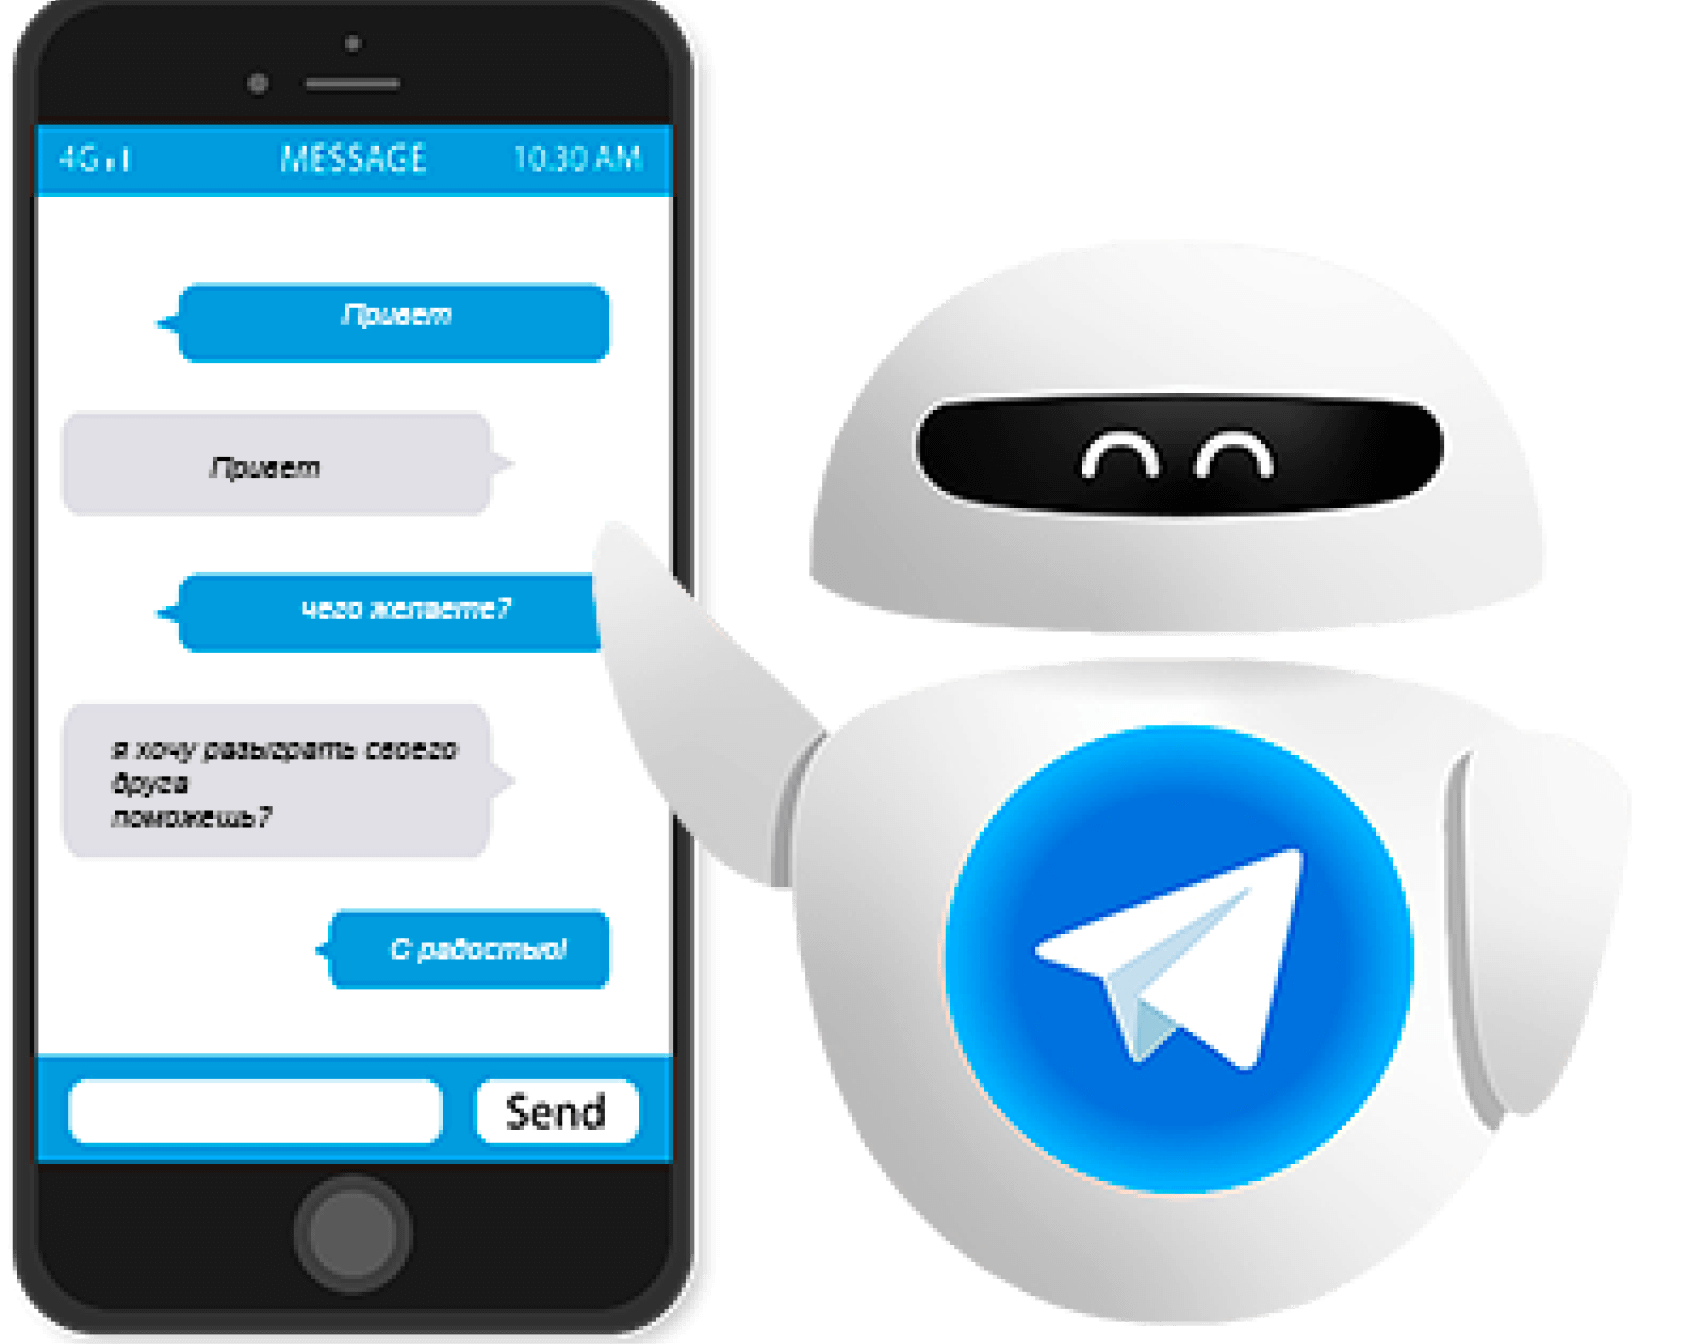 4G
MESSAGE
10.30 AM
Привет
Привет
чего желаете?
я хочу разыграть своего
друга
поможешь?
С радостью!
Send